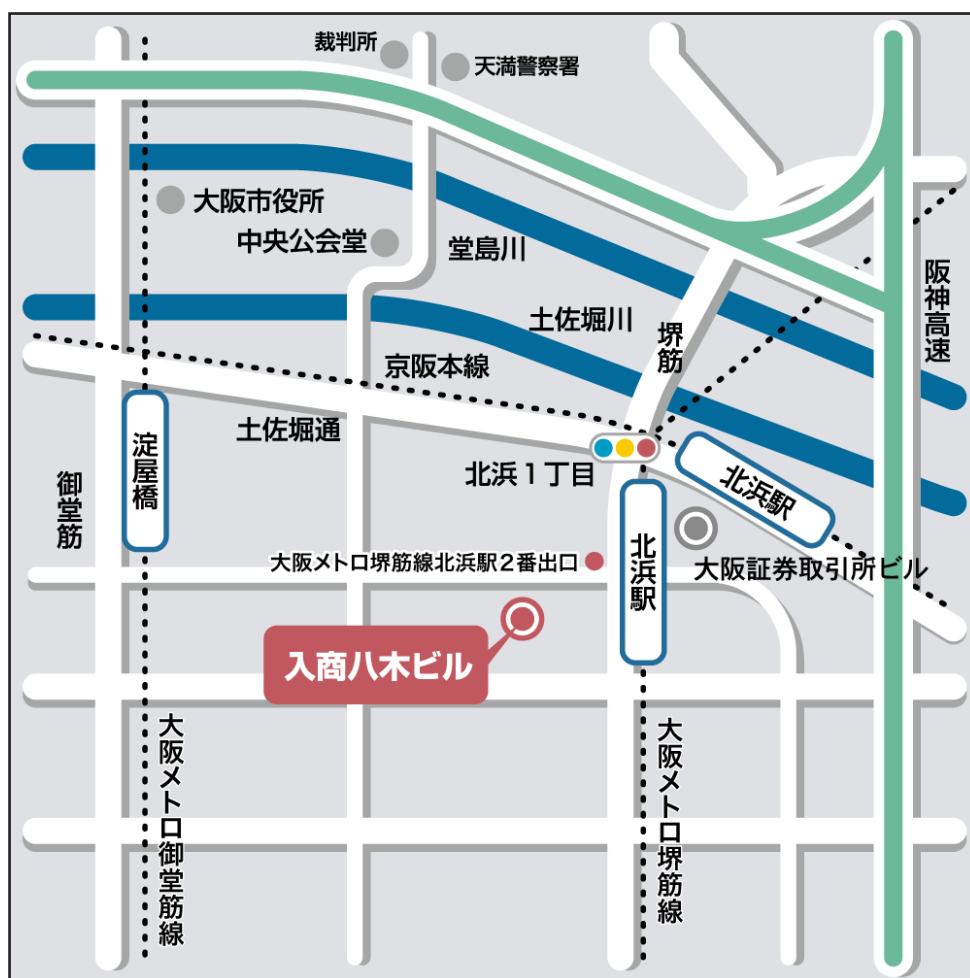 裁判所
天満警察署
大阪市役所
中央公会堂
堂島川
阪神高速
土佐堀川
堺筋
京阪本線
土佐堀通
淀屋橋
御堂筋
北浜1丁目
北浜駅
北浜駅
大阪メトロ堺筋線北浜駅2番出口
大阪証券取引所ビル
入商八木ビル
大阪メトロ御堂筋線
大阪メトロ堺筋線